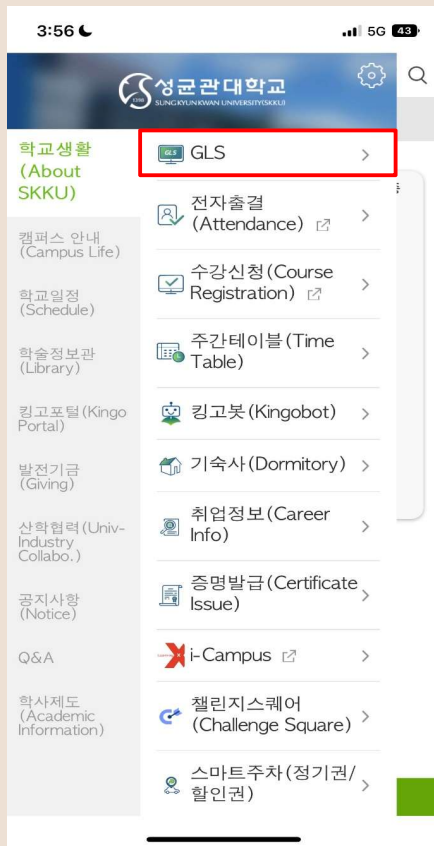 3:56
5G 43
성균관대학교
SUNGKYUNKWAN UNIVERSITY(SKKU)
학교생활
(About
SKKU)
캠퍼스 안내
(Campus Life)
학교일정
(Schedule)
학술정보관
(Library)
킹고포털(Kingo
Portal)
발전기금
(Giving)
산학협력(Univ-
Industry
Collabo.)
공지사항
(Notice)
Q&A
학사제도
(Academic
Information)
GLS
GLS
전자출결
(Attendance)
수강신청(Course
Registration)
주간테이블(Time
Table)
킹고봇(Kingobot)
기숙사(Dormitory)
취업정보(Career
Info)
증명발급(Certificate
Issue)
i-Campus
챌린지스퀘어
(Challenge Square)
스마트주차(정기권/
할인권)